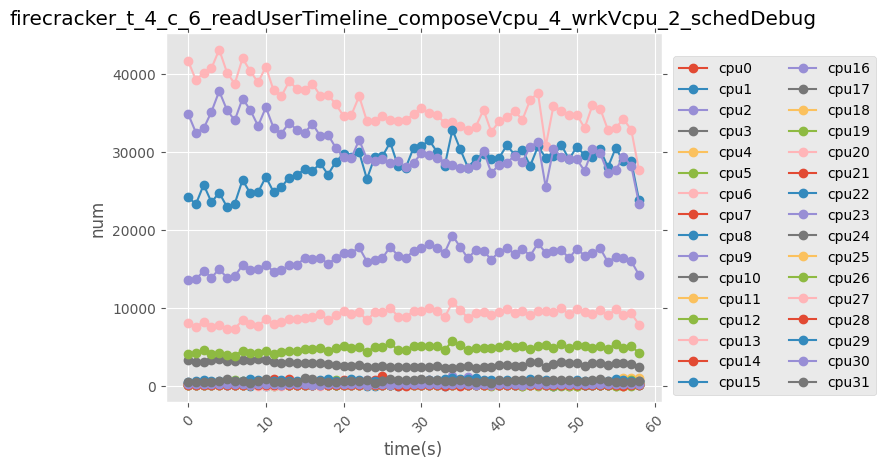 firecracker_t_4_c_6_readUserTimeline_composeVcpu_4_wrkVcpu_2_schedDebug
num
40000
30000
20000
10000
0
0 10 20 30 40 50 60
time(s)
cpu0 cpu16
cpu1 cpu17
cpu2 cpu18
cpu3 cpu19
cpu4 cpu20
cpu5 cpu21
cpu6 cpu22
cpu7 cpu23
cpu8 cpu24
cpu9 cpu25
cpu10 cpu26
cpu11 cpu27
cpu12 cpu28
cpu13 cpu29
cpu14 cpu30
cpu15 cpu31